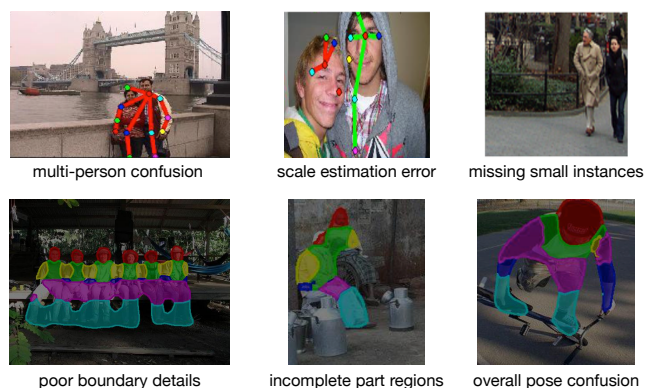 multi-person confusion
scale estimation error
missing small instances
poor boundary details
incomplete part regions
overall pose confusion